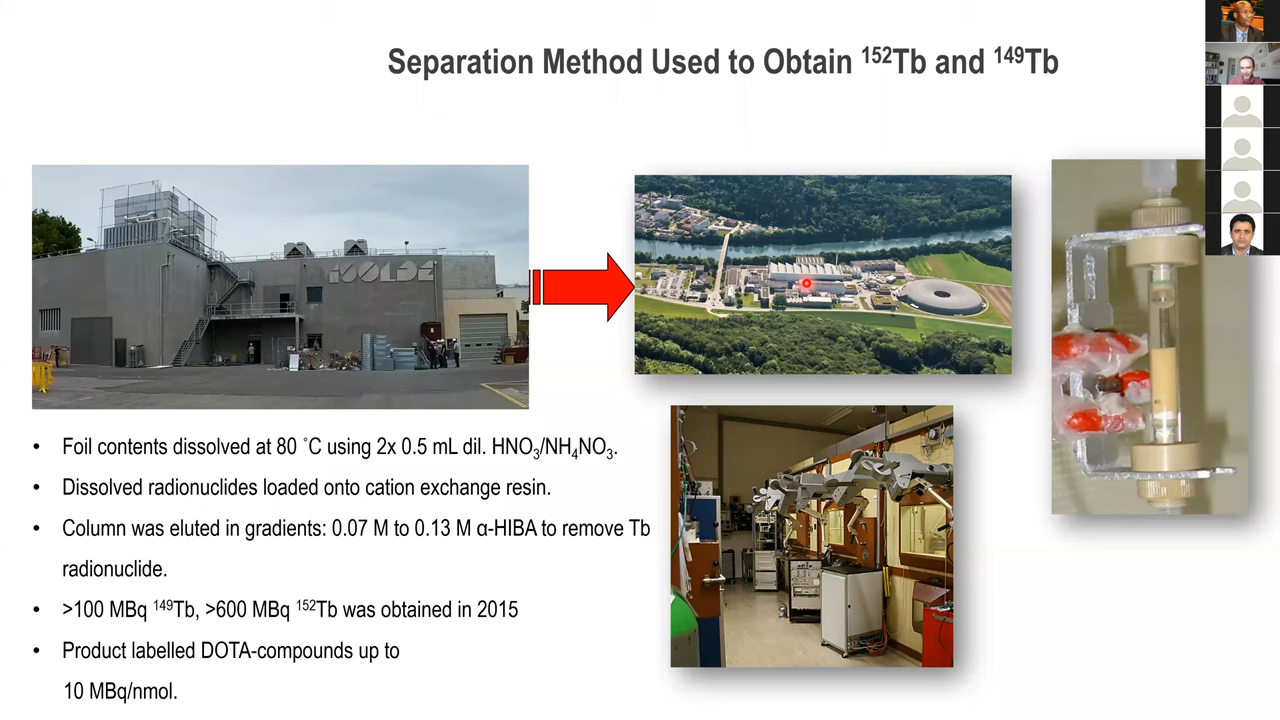 Separation Method Used to Obtain ¹⁵²Tb and ¹⁴⁹Tb
ISOLDE
• Foil contents dissolved at 80 ˚C using 2x 0.5 mL dil. HNO₃/NH₄NO₃.
• Dissolved radionuclides loaded onto cation exchange resin.
• Column was eluted in gradients: 0.07 M to 0.13 M α-HIBA to remove Tb
radionuclide.
• >100 MBq ¹⁴⁹Tb, >600 MBq ¹⁵²Tb was obtained in 2015
• Product labelled DOTA-compounds up to
10 MBq/nmol.